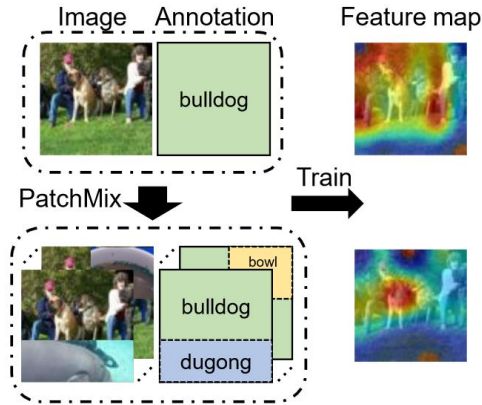 Image
Annotation
Feature map
bulldog
PatchMix
Train
bowl
bulldog
dugong